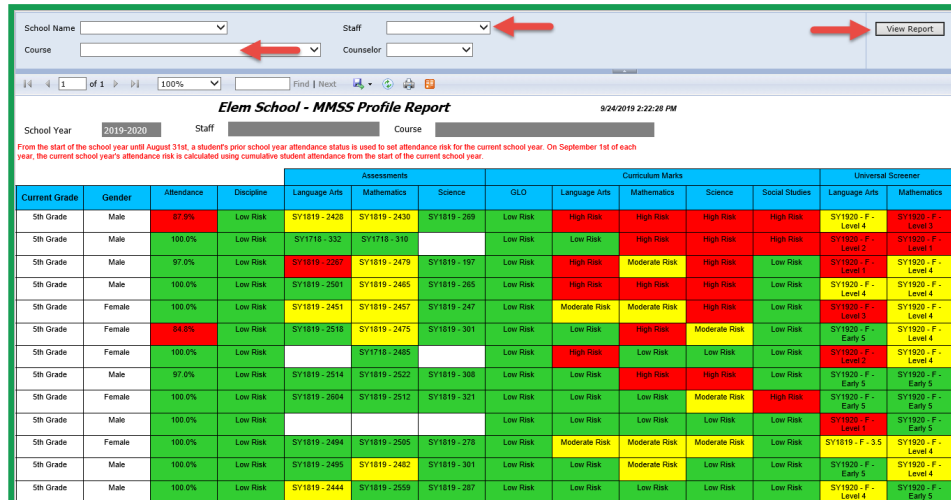 School Name Staff View Report
Course Counselor
1 of 1 100% Find | Next
Elem School - MMSS Profile Report 9/24/2019 2:22:28 PM
School Year 2019-2020 Staff Course
From the start of the school year until August 31st, a student's prior school year attendance status is used to set attendance risk for the current school year. On September 1st of each
year, the current school year's attendance risk is calculated using cumulative student attendance from the start of the current school year.
Assessments Curriculum Marks Universal Screener
Current Grade Gender Attendance Discipline Language Arts Mathematics Science GLO Language Arts Mathematics Science Social Studies Language Arts Mathematics
5th Grade Male 87.9% Low Risk SY1819 - 2428 SY1819 - 2430 SY1819 - 269 Low Risk High Risk High Risk High Risk High Risk SY1920 - F - Level 4 SY1920 - F - Level 3
5th Grade Male 100.0% Low Risk SY1718 - 332 SY1718 - 310 Low Risk Low Risk High Risk High Risk High Risk SY1920 - F - Level 2 SY1920 - F - Level 1
5th Grade Male 97.0% Low Risk SY1819 - 2267 SY1819 - 2479 SY1819 - 197 Low Risk High Risk Moderate Risk High Risk Low Risk SY1920 - F - Level 1 SY1920 - F - Level 4
5th Grade Male 100.0% Low Risk SY1819 - 2501 SY1819 - 2465 SY1819 - 265 Low Risk High Risk High Risk High Risk Low Risk SY1920 - F - Level 4 SY1920 - F - Level 4
5th Grade Female 100.0% Low Risk SY1819 - 2451 SY1819 - 2457 SY1819 - 247 Low Risk Moderate Risk Moderate Risk High Risk Low Risk SY1920 - F - Level 3 SY1920 - F - Level 4
5th Grade Female 84.8% Low Risk SY1819 - 2518 SY1819 - 2475 SY1819 - 301 Low Risk Low Risk High Risk Moderate Risk Low Risk SY1920 - F - Early 5 SY1920 - F - Level 4
5th Grade Female 100.0% Low Risk SY1718 - 2485 Low Risk High Risk Low Risk Low Risk Low Risk SY1920 - F - Level 2 SY1920 - F - Level 4
5th Grade Male 97.0% Low Risk SY1819 - 2514 SY1819 - 2522 SY1819 - 308 Low Risk Low Risk High Risk High Risk Low Risk SY1920 - F - Early 5 SY1920 - F - Early 5
5th Grade Female 100.0% Low Risk SY1819 - 2604 SY1819 - 2512 SY1819 - 321 Low Risk Low Risk Low Risk Moderate Risk High Risk SY1920 - F - Early 5 SY1920 - F - Early 5
5th Grade Male 100.0% Low Risk Low Risk Low Risk Low Risk Low Risk Low Risk SY1920 - F - Level 1 SY1920 - F - Early 5
5th Grade Female 100.0% Low Risk SY1819 - 2494 SY1819 - 2505 SY1819 - 278 Low Risk Moderate Risk Moderate Risk Moderate Risk Low Risk SY1819 - F - 3.5 SY1920 - F - Level 4
5th Grade Male 100.0% Low Risk SY1819 - 2495 SY1819 - 2482 SY1819 - 301 Low Risk Low Risk Moderate Risk Low Risk Low Risk SY1920 - F - Early 5 SY1920 - F - Level 4
5th Grade Male 100.0% Low Risk SY1819 - 2444 SY1819 - 2559 SY1819 - 287 Low Risk Low Risk Low Risk Low Risk Low Risk SY1920 - F - Level 4 SY1920 - F - Early 5